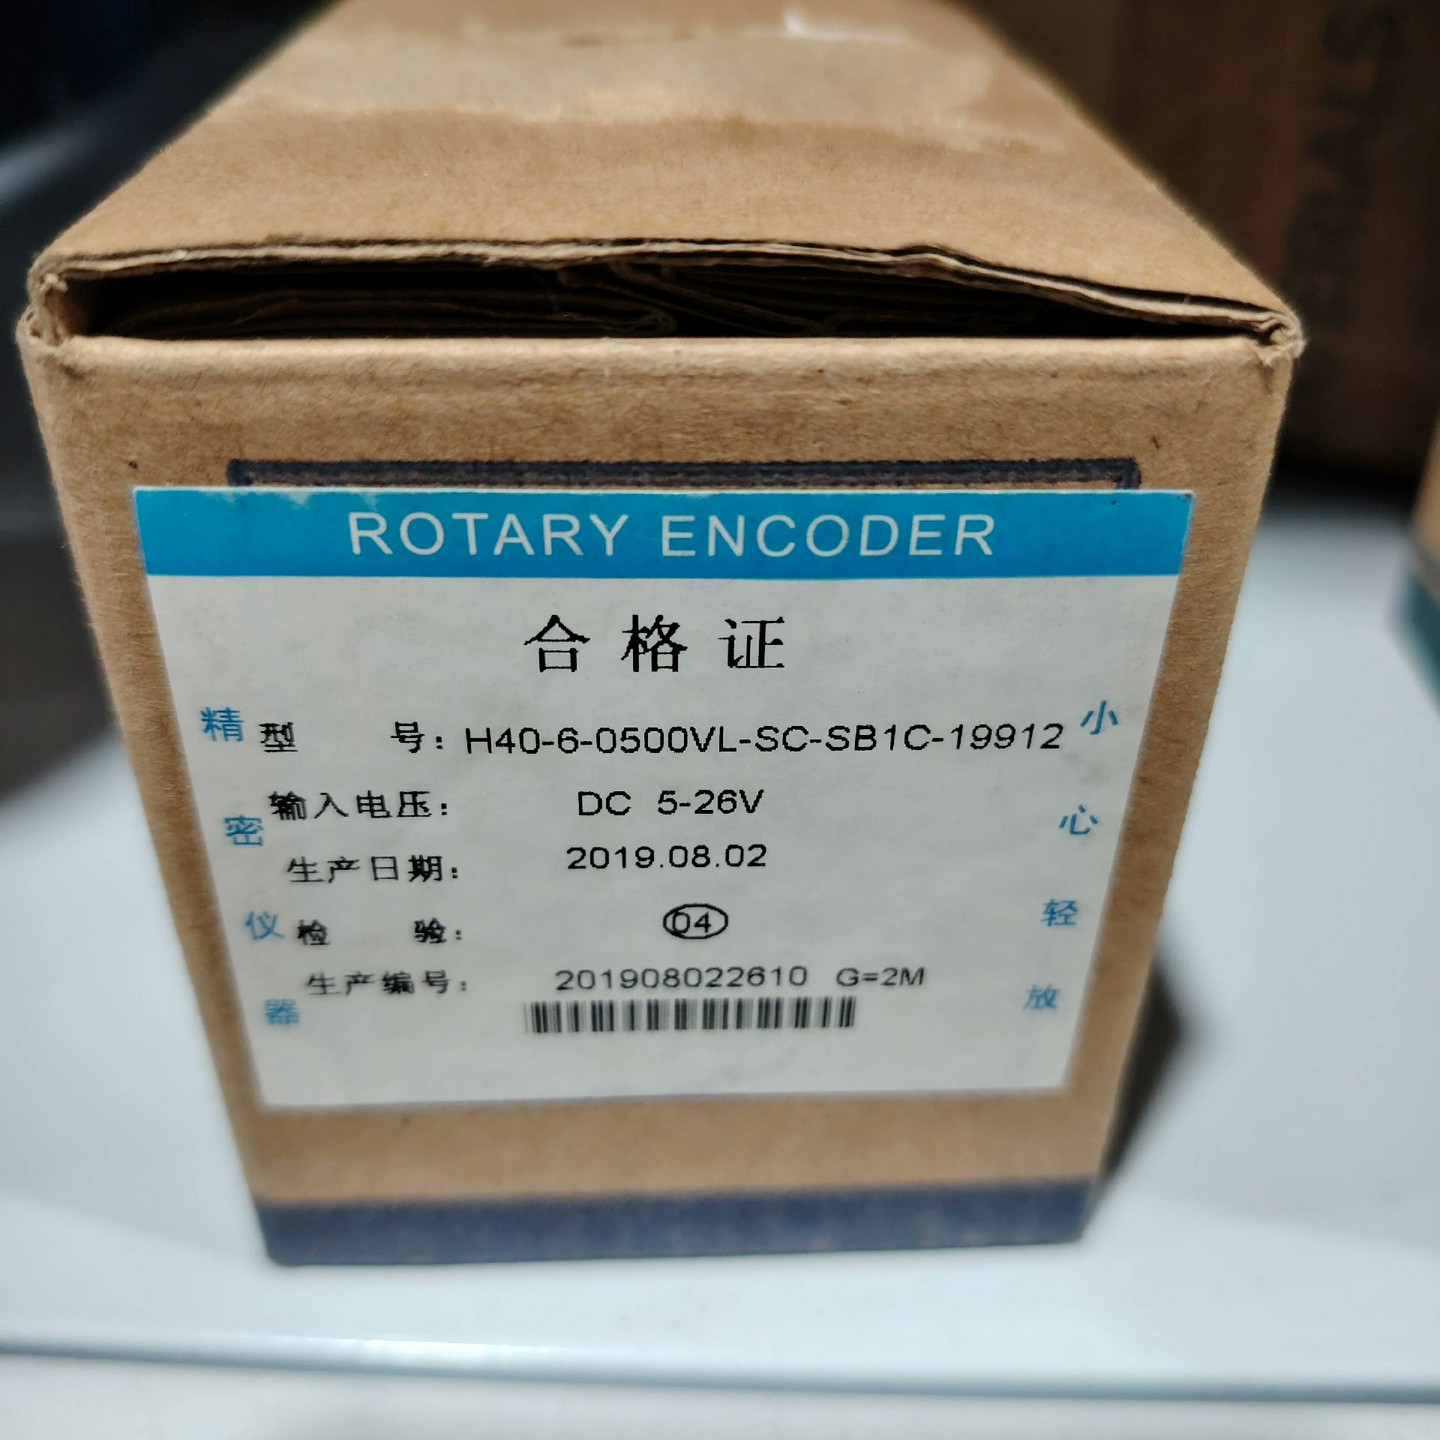 ROTARY ENCODER
合格证
型 号: H40-6-0500VL-SC-SB1C-19912
输入电压: DC 5-26V
生产日期: 2019.08.02
检 验: 04
生产编号: 201908022610 G=2M
精密仪器
小心轻放